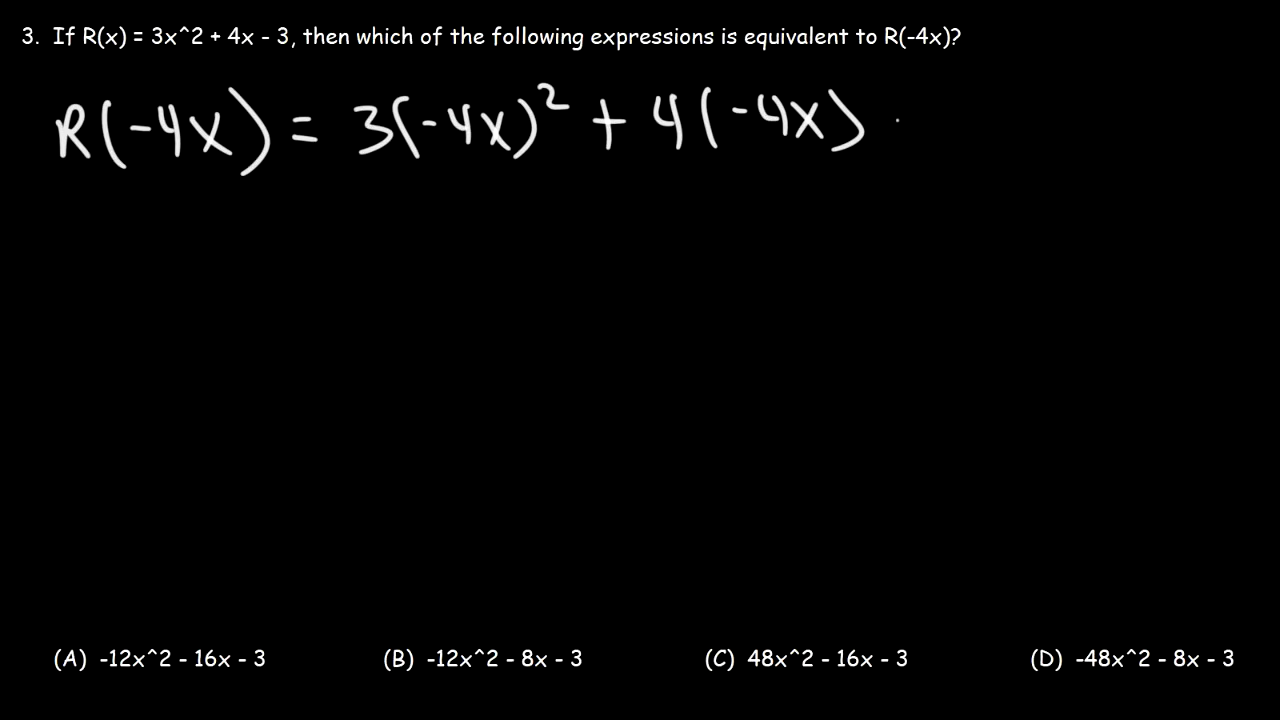 3. If R(x) = 3x^2 + 4x - 3, then which of the following expressions is equivalent to R(-4x)?
R(-4x) = 3(-4x)² + 4(-4x)
(A) -12x^2 - 16x - 3 (B) -12x^2 - 8x - 3 (C) 48x^2 - 16x - 3 (D) -48x^2 - 8x - 3